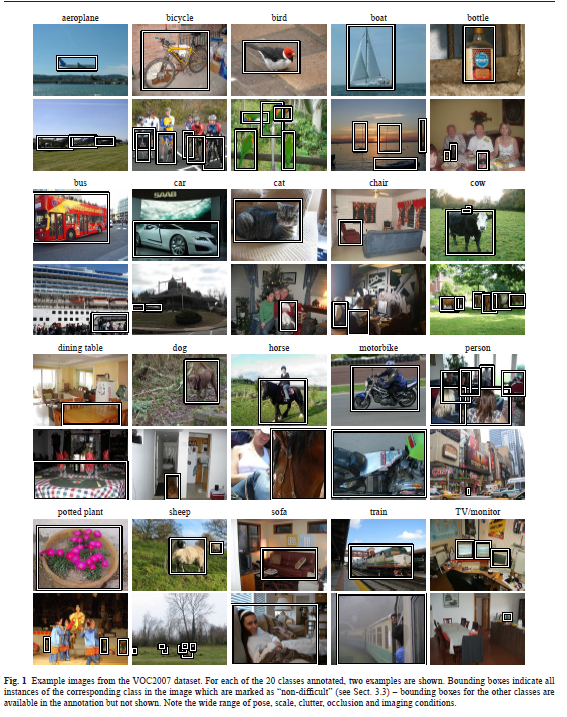 aeroplane bicycle bird boat bottle
bus car cat chair cow
SAAB
dining table dog horse motorbike person
potted plant sheep sofa train TV/monitor
Fig. 1 Example images from the VOC2007 dataset. For each of the 20 classes annotated, two examples are shown. Bounding boxes indicate all
instances of the corresponding class in the image which are marked as “non-difficult” (see Sect. 3.3) – bounding boxes for the other classes are
available in the annotation but not shown. Note the wide range of pose, scale, clutter, occlusion and imaging conditions.